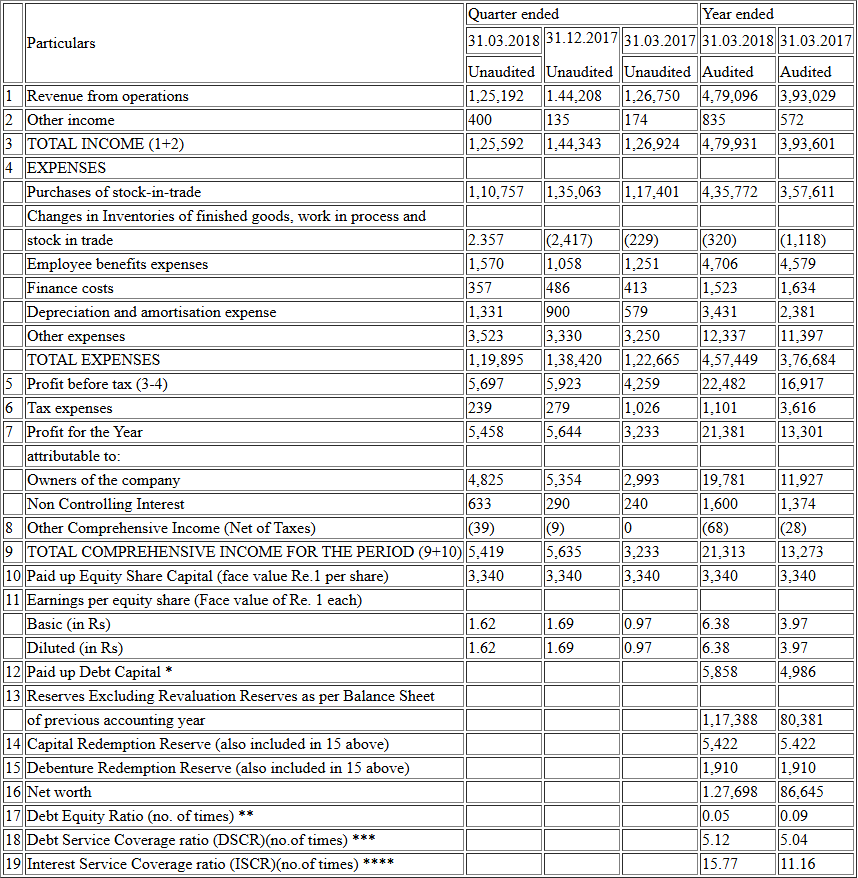 Particulars Quarter ended Year ended
31.03.2018 31.12.2017 31.03.2017 31.03.2018 31.03.2017
Unaudited Unaudited Unaudited Audited Audited
1 Revenue from operations 1,25,192 1.44,208 1,26,750 4,79,096 3,93,029
2 Other income 400 135 174 835 572
3 TOTAL INCOME (1+2) 1,25,592 1,44,343 1,26,924 4,79,931 3,93,601
4 EXPENSES
Purchases of stock-in-trade 1,10,757 1,35,063 1,17,401 4,35,772 3,57,611
Changes in Inventories of finished goods, work in process and
stock in trade 2.357 (2,417) (229) (320) (1,118)
Employee benefits expenses 1,570 1,058 1,251 4,706 4,579
Finance costs 357 486 413 1,523 1,634
Depreciation and amortisation expense 1,331 900 579 3,431 2,381
Other expenses 3,523 3,330 3,250 12,337 11,397
TOTAL EXPENSES 1,19,895 1,38,420 1,22,665 4,57,449 3,76,684
5 Profit before tax (3-4) 5,697 5,923 4,259 22,482 16,917
6 Tax expenses 239 279 1,026 1,101 3,616
7 Profit for the Year 5,458 5,644 3,233 21,381 13,301
attributable to:
Owners of the company 4,825 5,354 2,993 19,781 11,927
Non Controlling Interest 633 290 240 1,600 1,374
8 Other Comprehensive Income (Net of Taxes) (39) (9) 0 (68) (28)
9 TOTAL COMPREHENSIVE INCOME FOR THE PERIOD (9+10) 5,419 5,635 3,233 21,313 13,273
10 Paid up Equity Share Capital (face value Re.1 per share) 3,340 3,340 3,340 3,340 3,340
11 Earnings per equity share (Face value of Re. 1 each)
Basic (in Rs) 1.62 1.69 0.97 6.38 3.97
Diluted (in Rs) 1.62 1.69 0.97 6.38 3.97
12 Paid up Debt Capital * 5,858 4,986
13 Reserves Excluding Revaluation Reserves as per Balance Sheet
of previous accounting year 1,17,388 80,381
14 Capital Redemption Reserve (also included in 15 above) 5,422 5.422
15 Debenture Redemption Reserve (also included in 15 above) 1,910 1,910
16 Net worth 1.27,698 86,645
17 Debt Equity Ratio (no. of times) ** 0.05 0.09
18 Debt Service Coverage ratio (DSCR)(no.of times) *** 5.12 5.04
19 Interest Service Coverage ratio (ISCR)(no.of times) **** 15.77 11.16